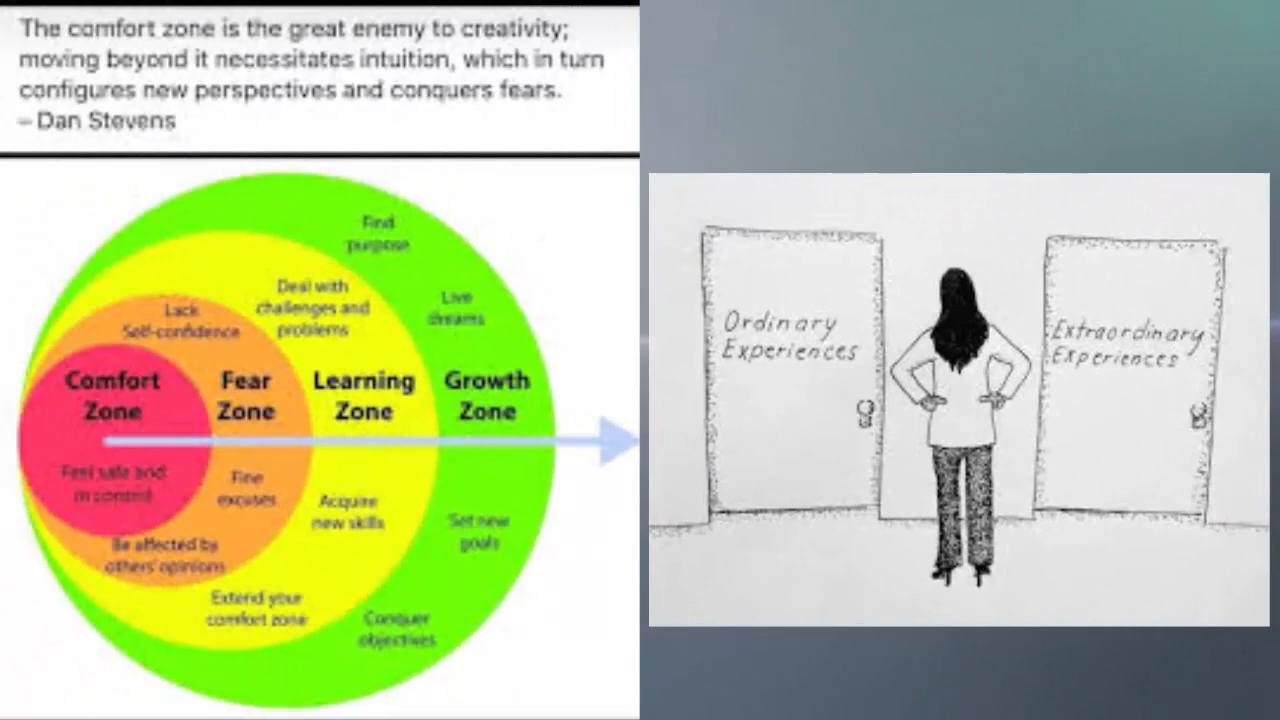 The comfort zone is the great enemy to creativity;
moving beyond it necessitates intuition, which in turn
configures new perspectives and conquers fears.
– Dan Stevens
Find
purpose
Live
dreams
Deal with
challenges and
problems
Lack
Self-confidence
Comfort
Zone
Fear
Zone
Learning
Zone
Growth
Zone
Feel safe and
in control
Fine
excuses
Acquire
new skills
Set new
goals
Be affected by
others' opinions
Extend your
comfort zone
Conquer
objectives
Ordinary
Experiences
Extraordinary
Experiences